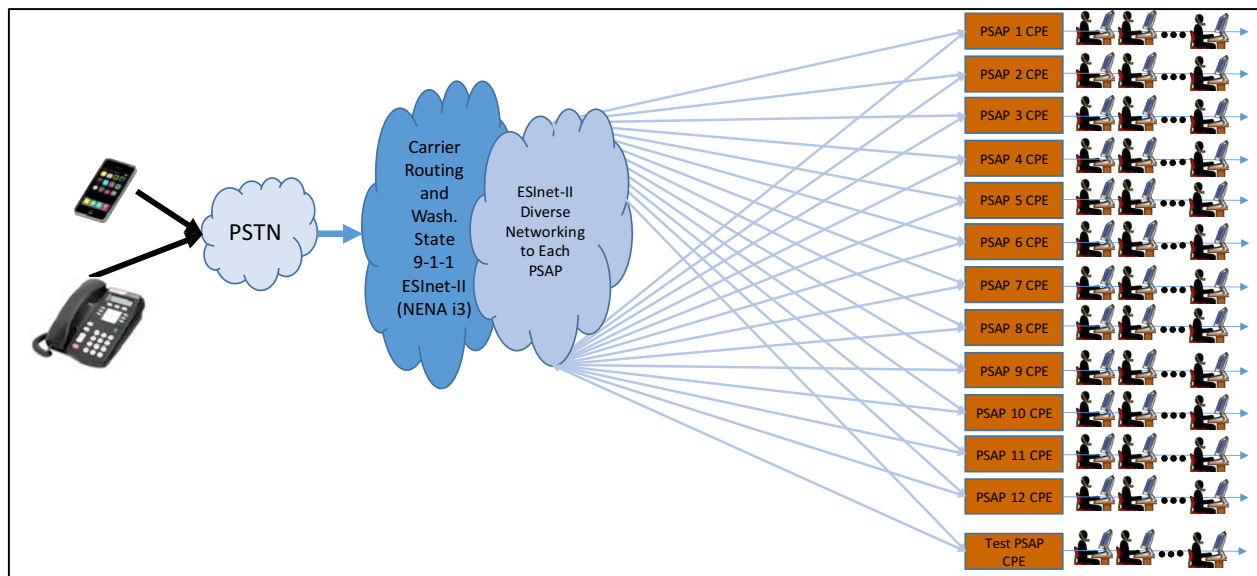 PSTN
Carrier
Routing
and
Wash.
State
9-1-1
ESInet-II
(NENA i3)
ESInet-II
Diverse
Networking
to Each
PSAP
PSAP 1 CPE
PSAP 2 CPE
PSAP 3 CPE
PSAP 4 CPE
PSAP 5 CPE
PSAP 6 CPE
PSAP 7 CPE
PSAP 8 CPE
PSAP 9 CPE
PSAP 10 CPE
PSAP 11 CPE
PSAP 12 CPE
Test PSAP
CPE